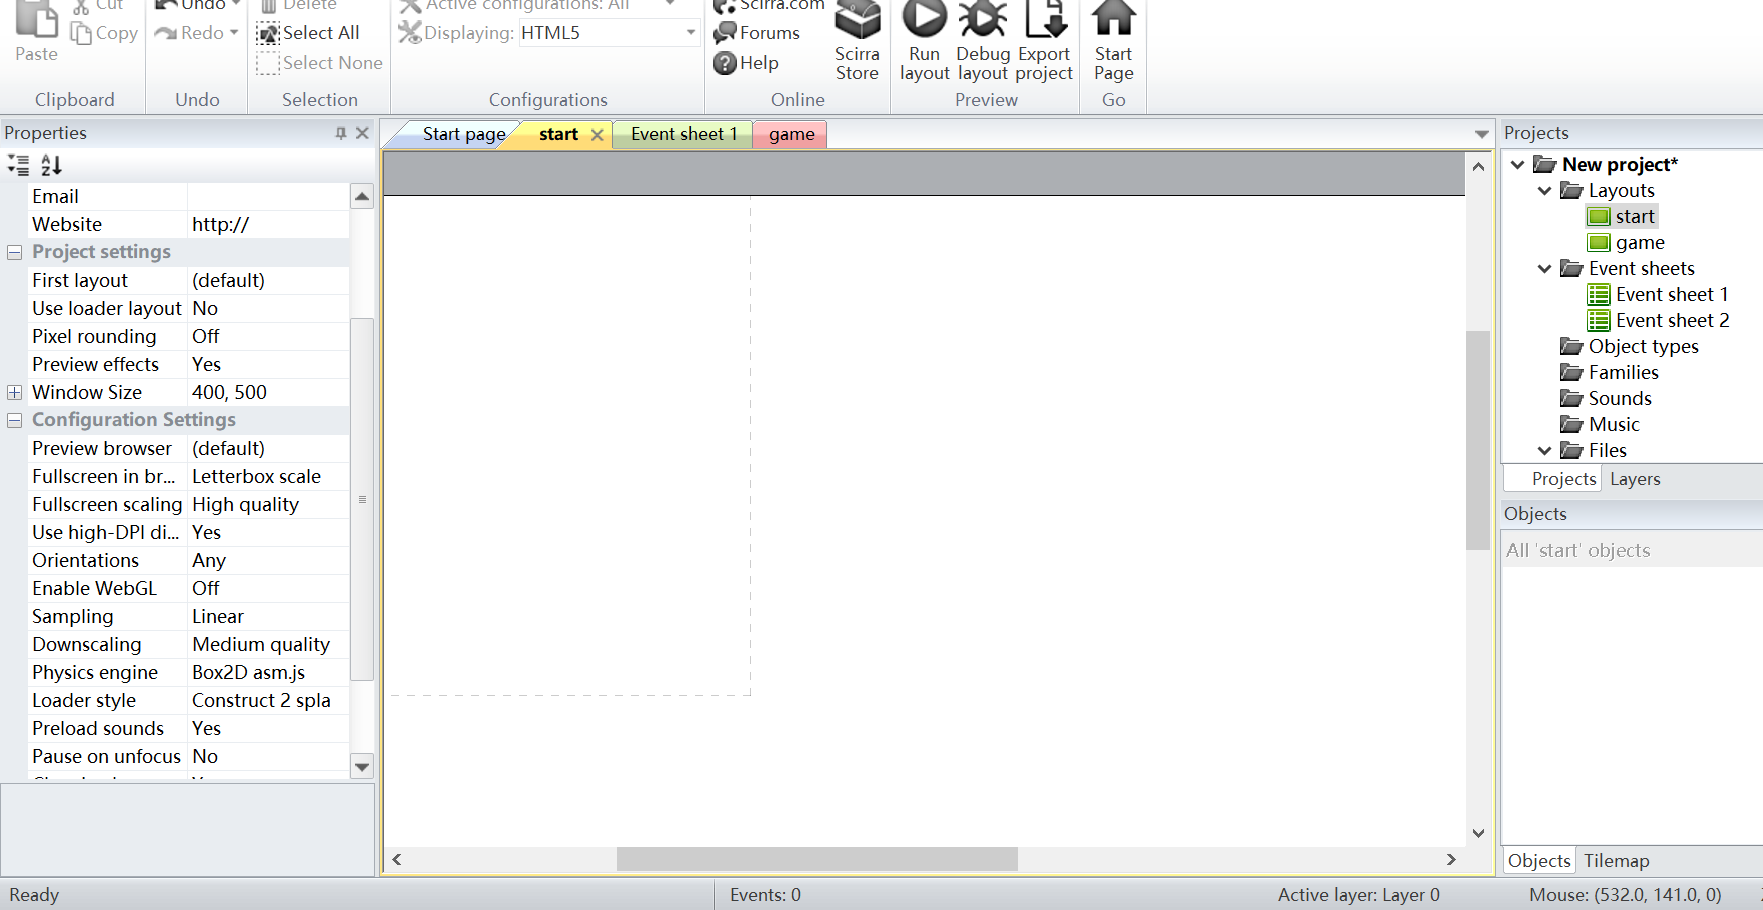 Cut
Undo
Delete
Active configurations: All
Scirra.com
Paste
Copy
Redo
Select All
Displaying:
HTML5
Forums
Select None
Help
Scirra
Store
Run
layout
Debug
layout
Export
project
Start
Page
Clipboard
Undo
Selection
Configurations
Online
Preview
Go
Properties
Start page
start
Event sheet 1
game
Projects
Email
Website http://
Project settings
First layout (default)
Use loader layout No
Pixel rounding Off
Preview effects Yes
Window Size 400, 500
Configuration Settings
Preview browser (default)
Fullscreen in br... Letterbox scale
Fullscreen scaling High quality
Use high-DPI di... Yes
Orientations Any
Enable WebGL Off
Sampling Linear
Downscaling Medium quality
Physics engine Box2D asm.js
Loader style Construct 2 spla
Preload sounds Yes
Pause on unfocus No
New project*
Layouts
start
game
Event sheets
Event sheet 1
Event sheet 2
Object types
Families
Sounds
Music
Files
Projects Layers
Objects
All 'start' objects
Objects Tilemap
Ready
Events: 0
Active layer: Layer 0
Mouse: (532.0, 141.0, 0)